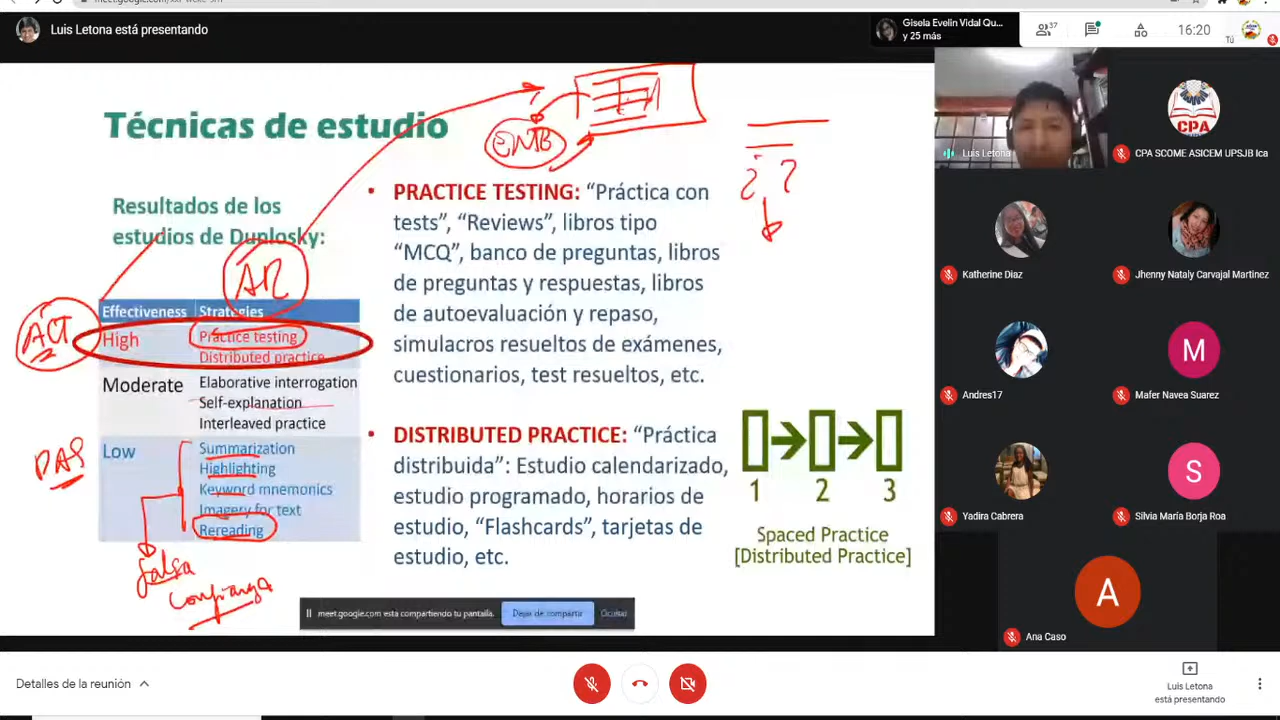 Luis Letona está presentando
Gisela Evelin Vidal Qu...
y 25 más
37
16:20
Tú
Técnicas de estudio
Resultados de los
estudios de Dunlosky:
AR
Effectiveness Strategies
ACT
High
Practice testing
Distributed practice
Moderate
Elaborative interrogation
Self-explanation
Interleaved practice
PAS
Low
Summarization
Highlighting
Keyword mnemonics
Imagery for text
Rereading
falsa
confianza
• PRACTICE TESTING: “Práctica con
tests”, “Reviews”, libros tipo
“MCQ”, banco de preguntas, libros
de preguntas y respuestas, libros
de autoevaluación y repaso,
simulacros resueltos de exámenes,
cuestionarios, test resueltos, etc.
• DISTRIBUTED PRACTICE: “Práctica
distribuida”: Estudio calendarizado,
estudio programado, horarios de
estudio, “Flashcards”, tarjetas de
estudio, etc.
¿ ?
1 2 3
Spaced Practice
[Distributed Practice]
meet.google.com está compartiendo tu pantalla.
Dejar de compartir
Ocultar
Luis Letona
CPA
CPA SCOME ASICEM UPSJB Ica
Katherine Diaz
Jhenny Nataly Carvajal Martinez
Andres17
M
Mafer Navea Suarez
Yadira Cabrera
S
Silvia María Borja Roa
A
Ana Caso
Detalles de la reunión
Luis Letona
está presentando